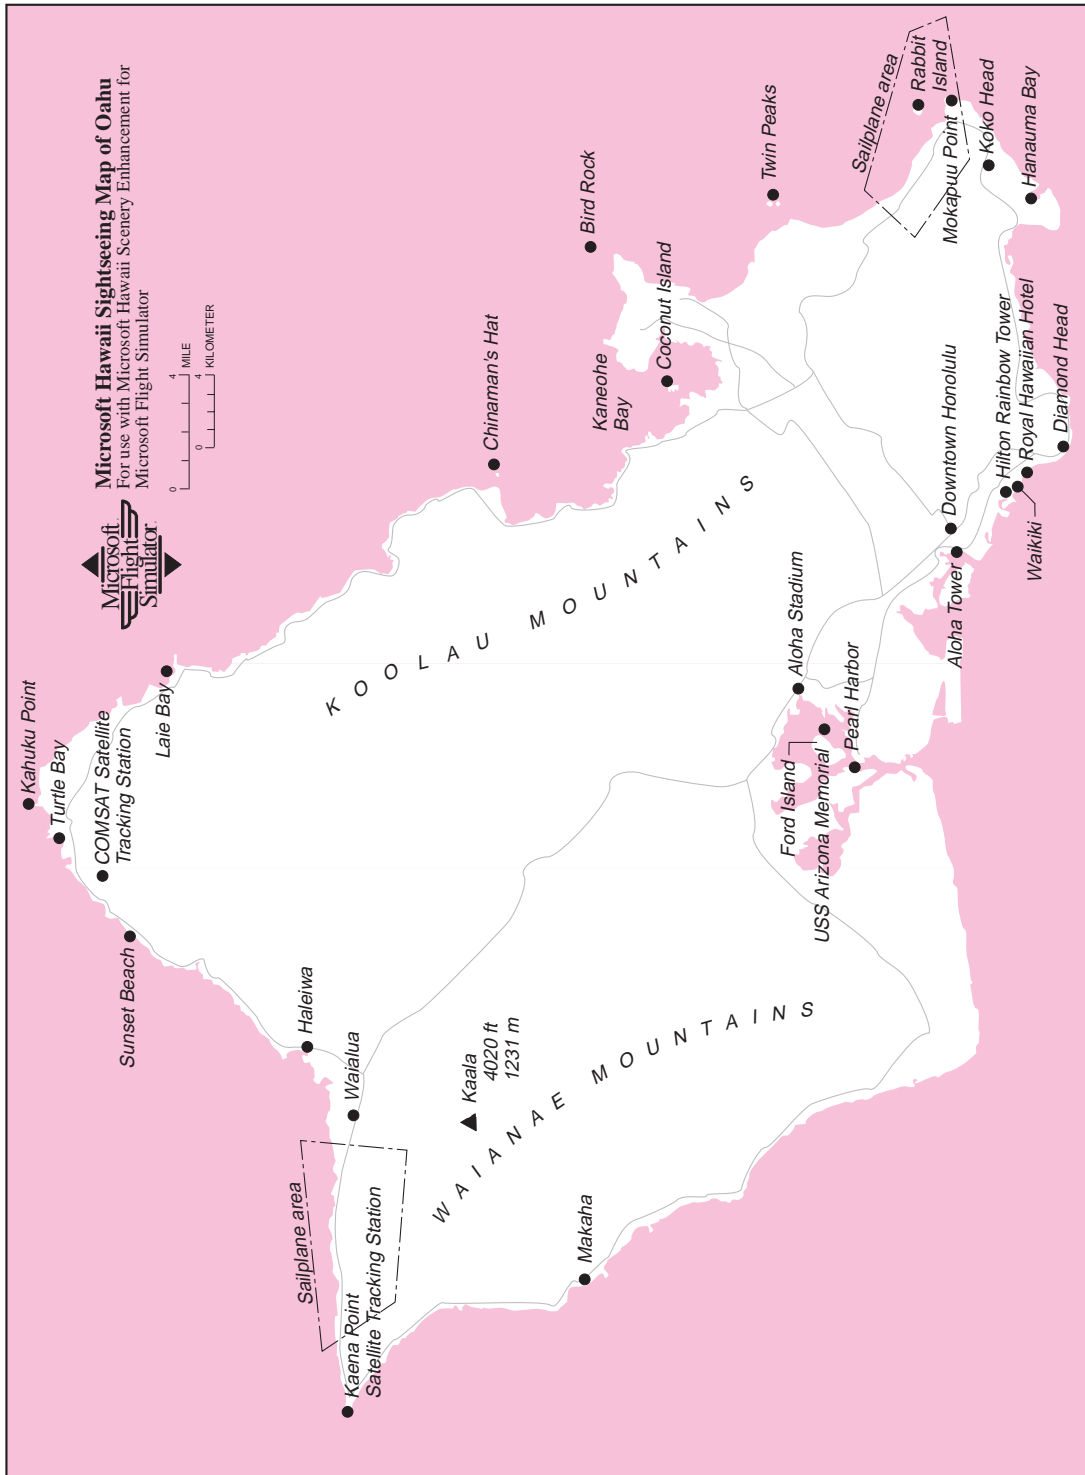 Microsoft Hawaii Sightseeing Map of Oahu
For use with Microsoft Hawaii Scenery Enhancement for
Microsoft Flight Simulator
Microsoft
Flight
Simulator
0 4 MILE
0 4 KILOMETER
Kahuku Point
Turtle Bay
COMSAT Satellite
Tracking Station
Laie Bay
Sunset Beach
Haleiwa
Waialua
Sailplane area
Kaena Point
Satellite Tracking Station
Kaala
4020 ft
1231 m
WAIANAE MOUNTAINS
Makaha
KOOLAU MOUNTAINS
Chinaman's Hat
Bird Rock
Kaneohe
Bay
Coconut Island
Twin Peaks
Sailplane area
Rabbit
Island
Mokapuu Point
Koko Head
Hanauma Bay
Aloha Stadium
Ford Island
USS Arizona Memorial
Pearl Harbor
Downtown Honolulu
Aloha Tower
Hilton Rainbow Tower
Waikiki
Royal Hawaiian Hotel
Diamond Head